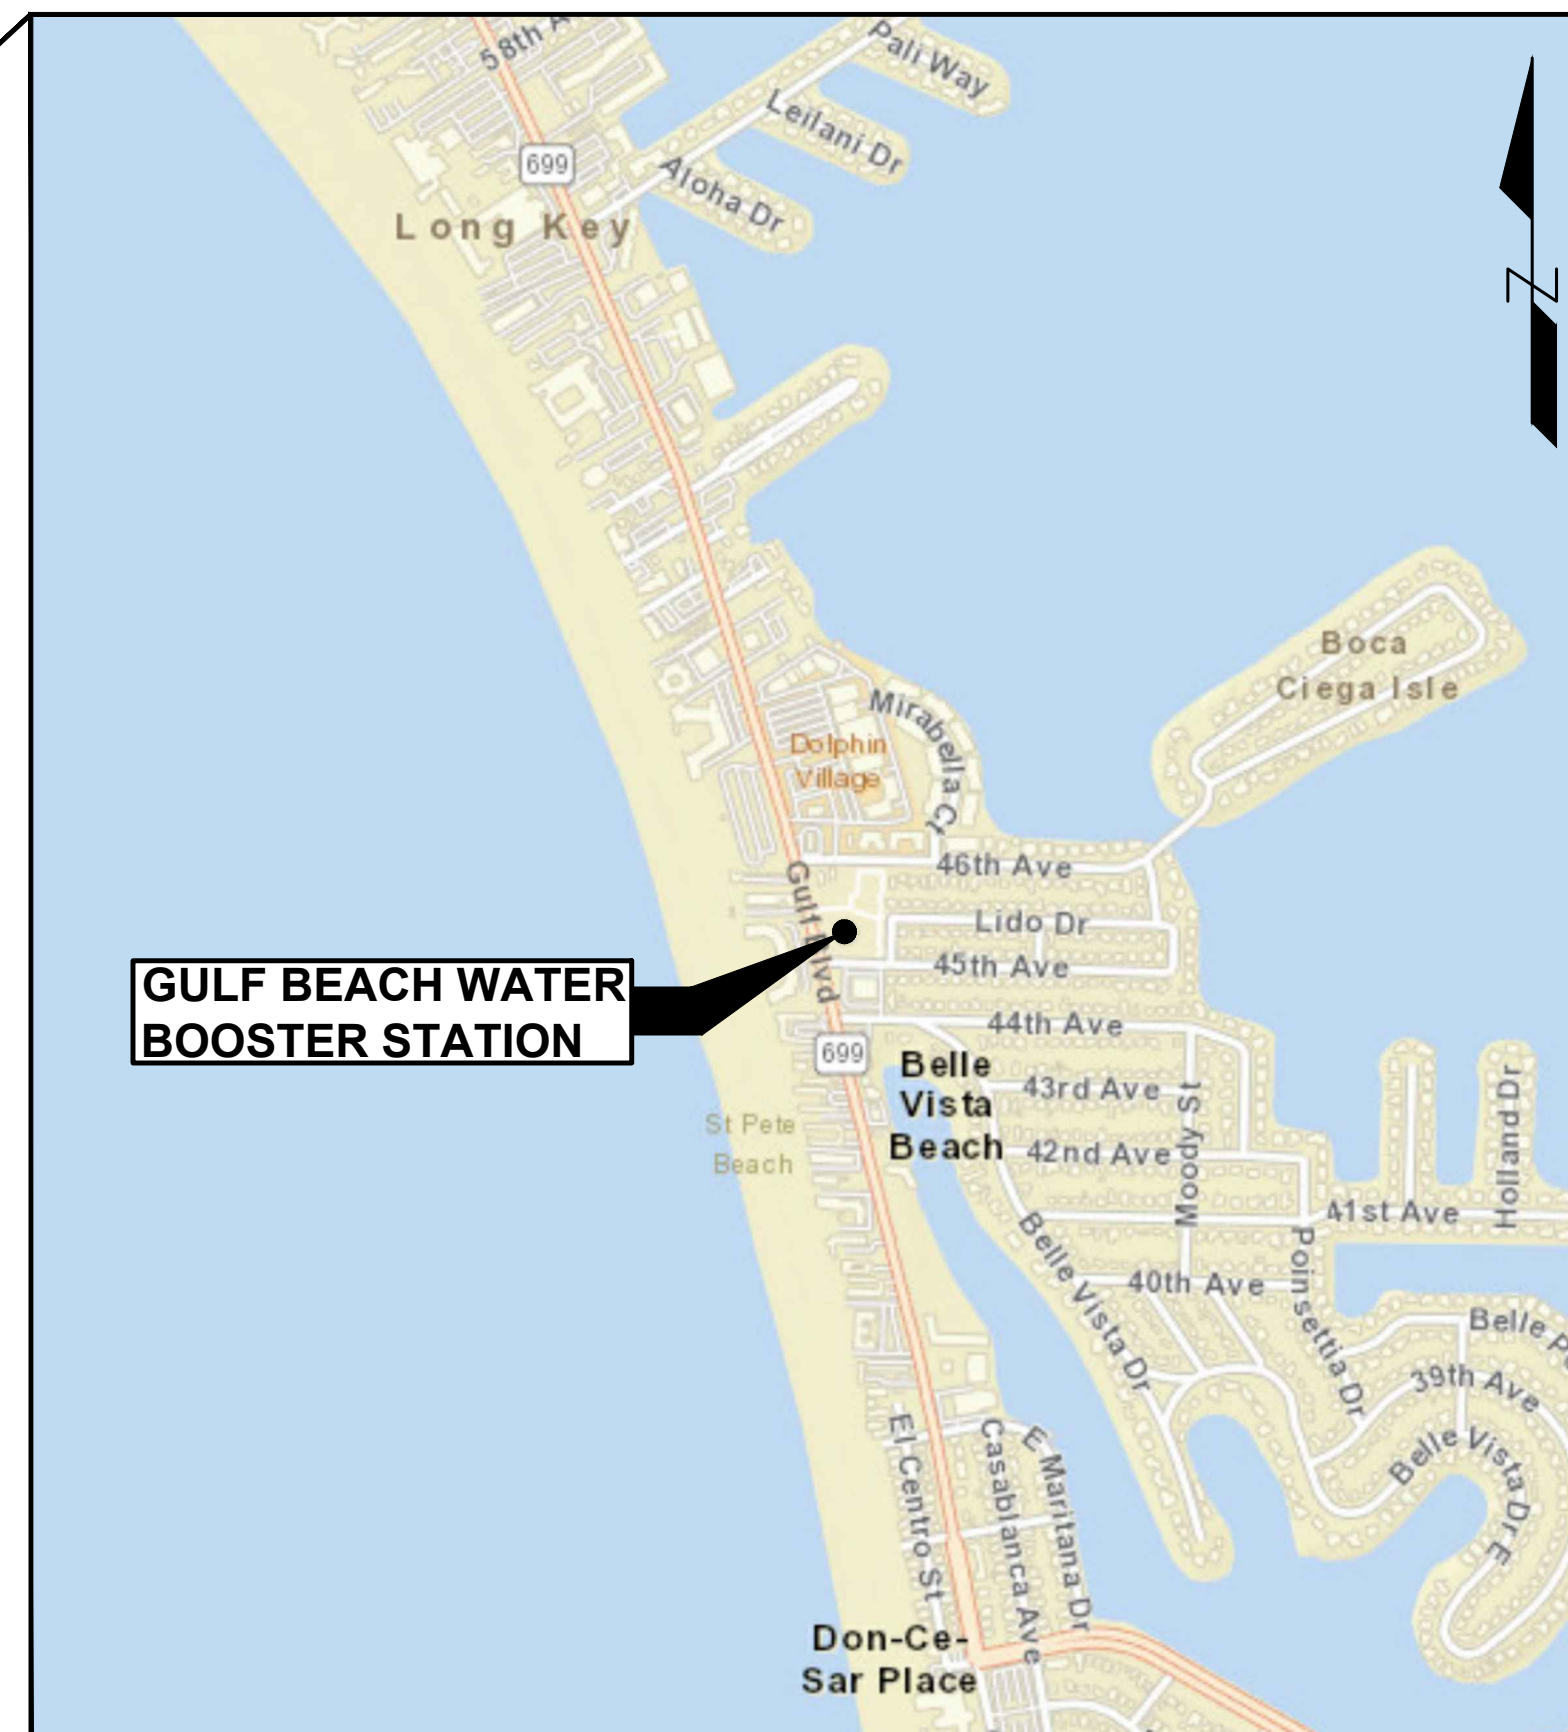 58th A
Pali Way
Leilani Dr
Aloha Dr
699
Long Key
Boca
Ciega Isle
Mirabella Ct
Dolphin
Village
46th Ave
Gulf Blvd
Lido Dr
45th Ave
GULF BEACH WATER
BOOSTER STATION
44th Ave
699
Belle
Vista
Beach
43rd Ave
St Pete
Beach
42nd Ave
Moody St
Holland Dr
41st Ave
Belle Vista Dr
40th Ave
Poinsettia Dr
Belle P
39th Ave
Belle Vista Dr E
El Centro St
Casablanca Ave
E Maritana Dr
Don-Ce-
Sar Place
N